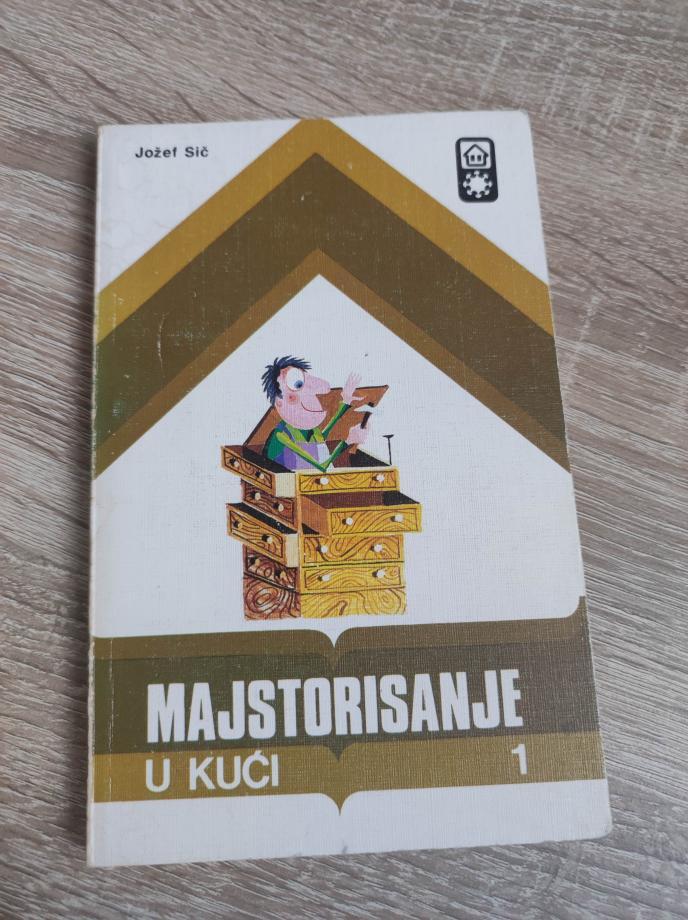 Jožef Sič
MAJSTORISANJE
U KUĆI 1